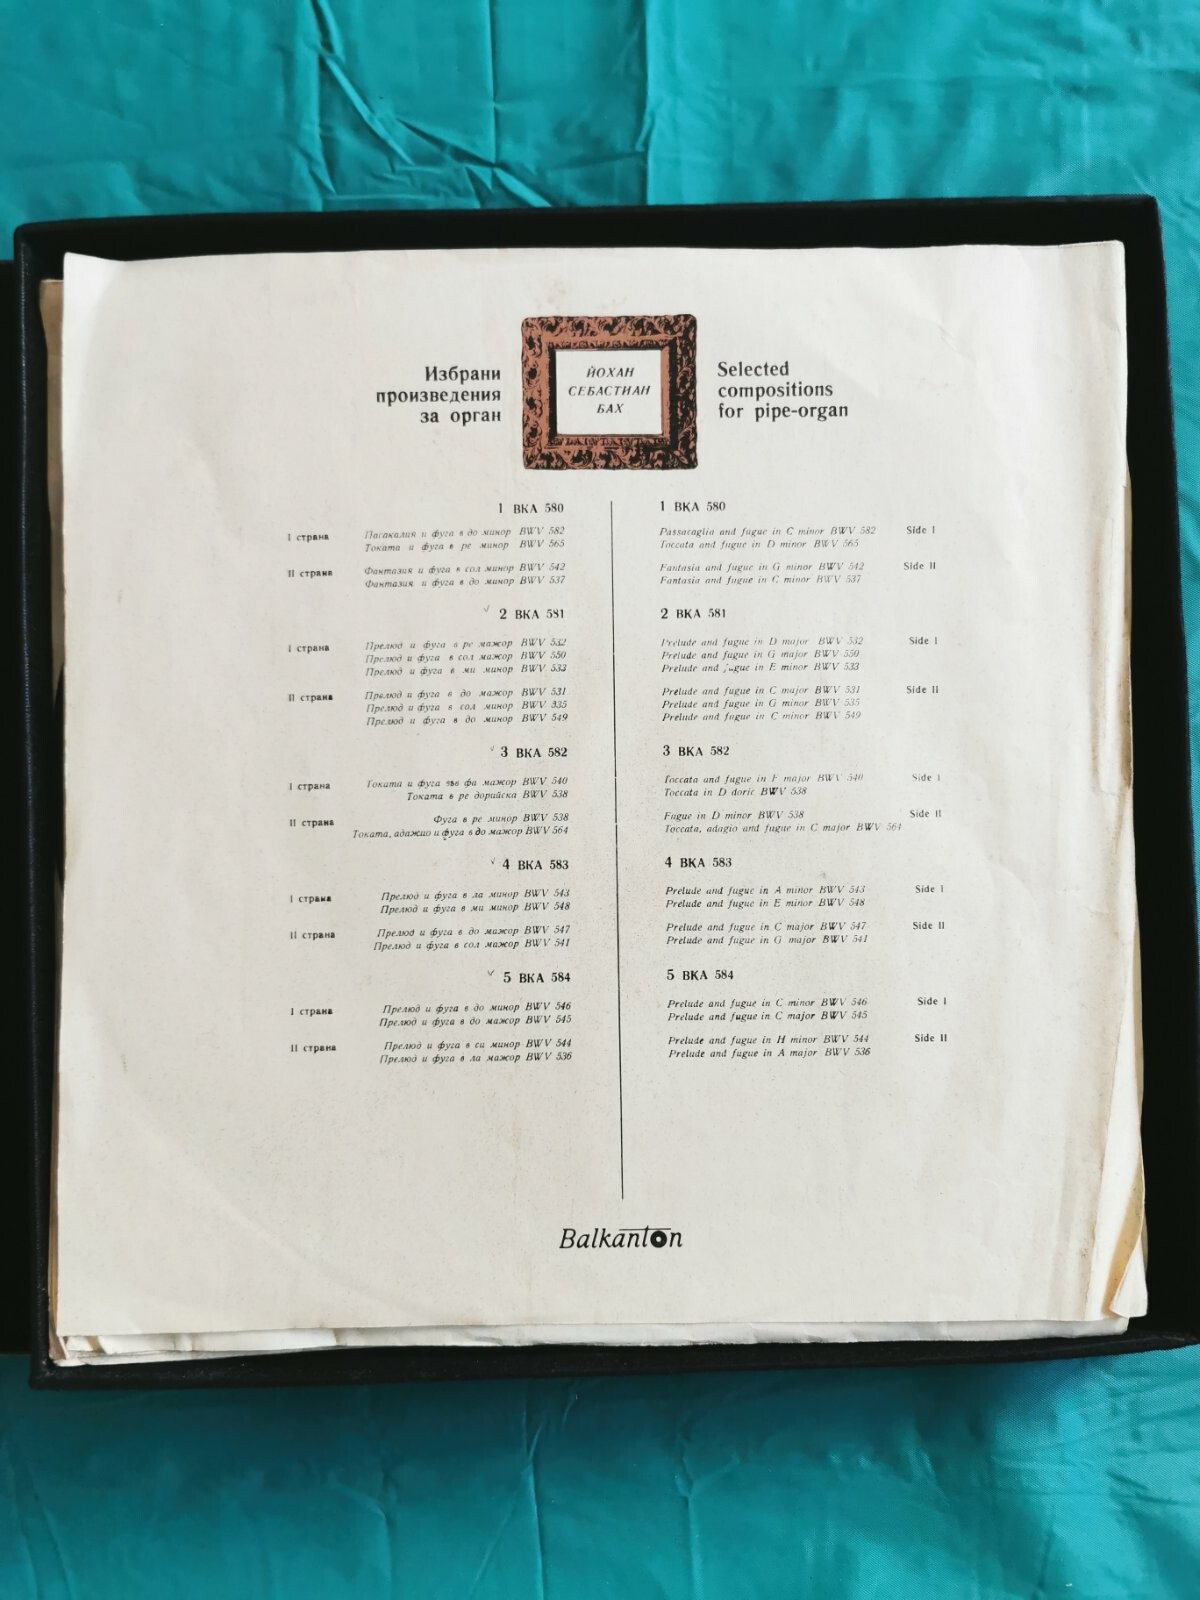 Избрани
произведения
за орган
ЙОХАН
СЕБАСТИАН
БАХ
Selected
compositions
for pipe-organ
1 ВКА 580
I страна Пасакалия и фуга в до минор BWV 582
Токата и фуга в ре минор BWV 565
II страна Фантазия и фуга в сол минор BWV 542
Фантазия и фуга в до минор BWV 537
2 ВКА 581
I страна Прелюд и фуга в ре мажор BWV 532
Прелюд и фуга в сол мажор BWV 550
Прелюд и фуга в ми минор BWV 533
II страна Прелюд и фуга в до мажор BWV 531
Прелюд и фуга в сол минор BWV 535
Прелюд и фуга в до минор BWV 549
3 ВКА 582
I страна Токата и фуга във фа мажор BWV 540
Токата в ре дорийска BWV 538
II страна Фуга в ре минор BWV 538
Токата, адажио и фуга в до мажор BWV 564
4 ВКА 583
I страна Прелюд и фуга в ла минор BWV 543
Прелюд и фуга в ми минор BWV 548
II страна Прелюд и фуга в до мажор BWV 547
Прелюд и фуга в сол мажор BWV 541
5 ВКА 584
I страна Прелюд и фуга в до минор BWV 546
Прелюд и фуга в до мажор BWV 545
II страна Прелюд и фуга в си минор BWV 544
Прелюд и фуга в ла мажор BWV 536
1 BKA 580
Passacaglia and fugue in C minor BWV 582 Side I
Toccata and fugue in D minor BWV 565
Fantasia and fugue in G minor BWV 542 Side II
Fantasia and fugue in C minor BWV 537
2 BKA 581
Prelude and fugue in D major BWV 532 Side I
Prelude and fugue in G major BWV 550
Prelude and fugue in E minor BWV 533
Prelude and fugue in C major BWV 531 Side II
Prelude and fugue in G minor BWV 535
Prelude and fugue in C minor BWV 549
3 BKA 582
Toccata and fugue in F major BWV 540 Side I
Toccata in D doric BWV 538
Fugue in D minor BWV 538 Side II
Toccata, adagio and fugue in C major BWV 564
4 BKA 583
Prelude and fugue in A minor BWV 543 Side I
Prelude and fugue in E minor BWV 548
Prelude and fugue in C major BWV 547 Side II
Prelude and fugue in G major BWV 541
5 BKA 584
Prelude and fugue in C minor BWV 546 Side I
Prelude and fugue in C major BWV 545
Prelude and fugue in H minor BWV 544 Side II
Prelude and fugue in A major BWV 536
Balkanton